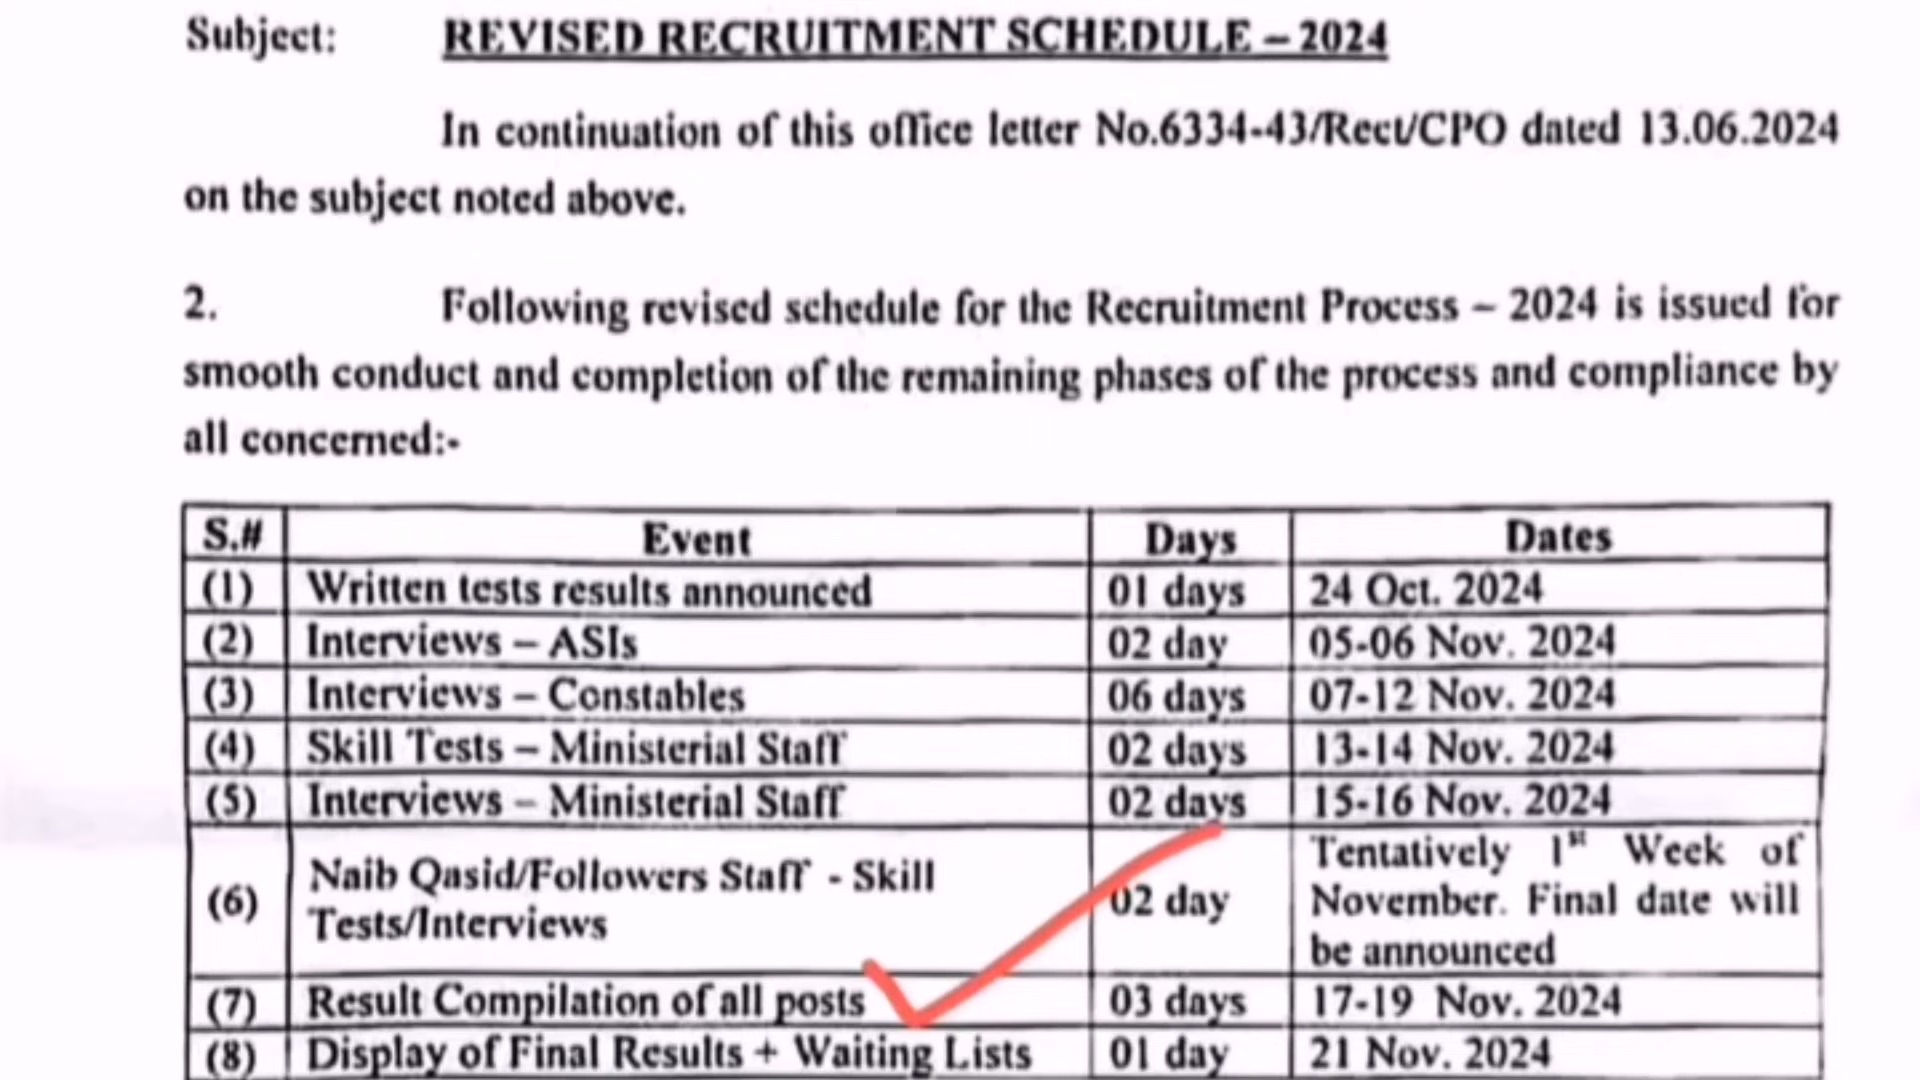 Subject: REVISED RECRUITMENT SCHEDULE – 2024
In continuation of this office letter No.6334-43/Rect/CPO dated 13.06.2024
on the subject noted above.
2. Following revised schedule for the Recruitment Process – 2024 is issued for
smooth conduct and completion of the remaining phases of the process and compliance by
all concerned:-
S.# Event Days Dates
(1) Written tests results announced 01 days 24 Oct. 2024
(2) Interviews – ASIs 02 day 05-06 Nov. 2024
(3) Interviews – Constables 06 days 07-12 Nov. 2024
(4) Skill Tests – Ministerial Staff 02 days 13-14 Nov. 2024
(5) Interviews – Ministerial Staff 02 days 15-16 Nov. 2024
(6) Naib Qasid/Followers Staff - Skill
Tests/Interviews
02 day
Tentatively 1st Week of
November. Final date will
be announced
(7) Result Compilation of all posts 03 days 17-19 Nov. 2024
(8) Display of Final Results + Waiting Lists 01 day 21 Nov. 2024